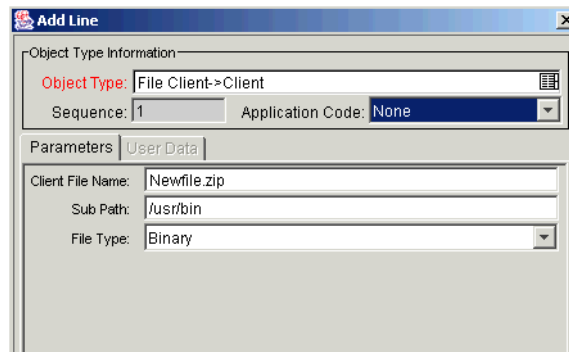 Add Line
Object Type Information
Object Type: File Client->Client
Sequence: 1 Application Code: None
Parameters User Data
Client File Name: Newfile.zip
Sub Path: /usr/bin
File Type: Binary